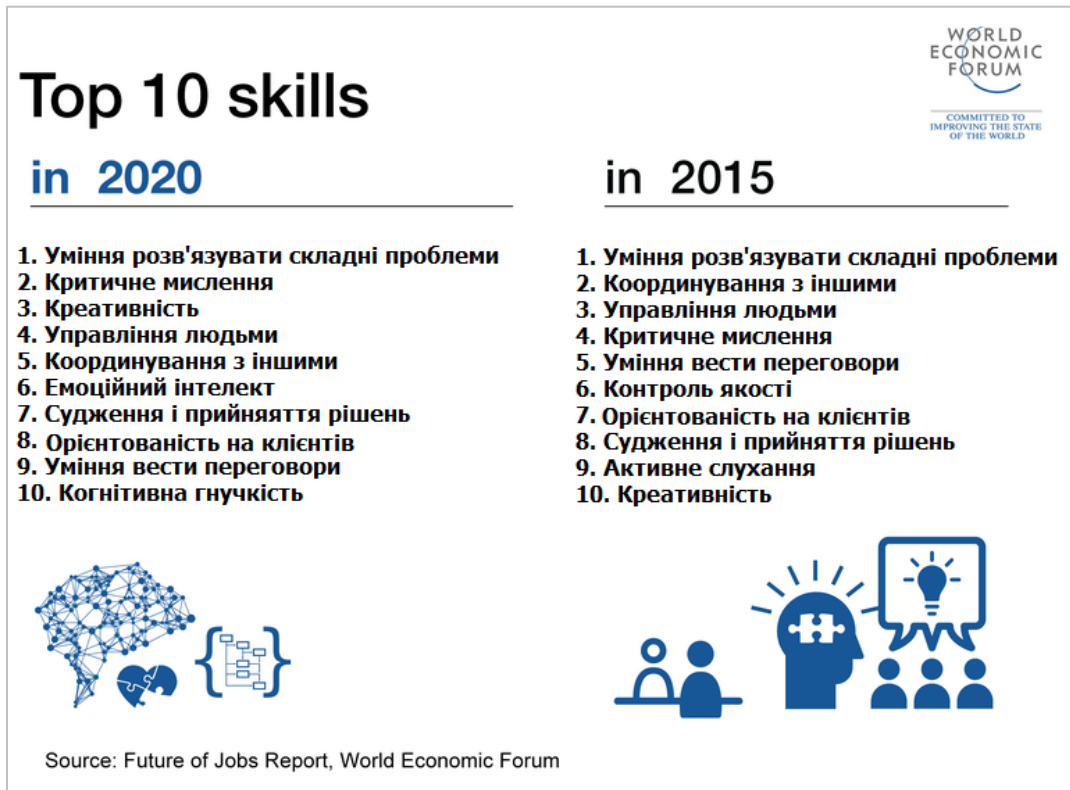 WORLD
ECONOMIC
FORUM
COMMITTED TO
IMPROVING THE STATE
OF THE WORLD
Top 10 skills
in 2020
1. Уміння розв'язувати складні проблеми
2. Критичне мислення
3. Креативність
4. Управління людьми
5. Координування з іншими
6. Емоційний інтелект
7. Судження і прийняяття рішень
8. Орієнтованість на клієнтів
9. Уміння вести переговори
10. Когнітивна гнучкість
in 2015
1. Уміння розв'язувати складні проблеми
2. Координування з іншими
3. Управління людьми
4. Критичне мислення
5. Уміння вести переговори
6. Контроль якості
7. Орієнтованість на клієнтів
8. Судження і прийняття рішень
9. Активне слухання
10. Креативність
Source: Future of Jobs Report, World Economic Forum